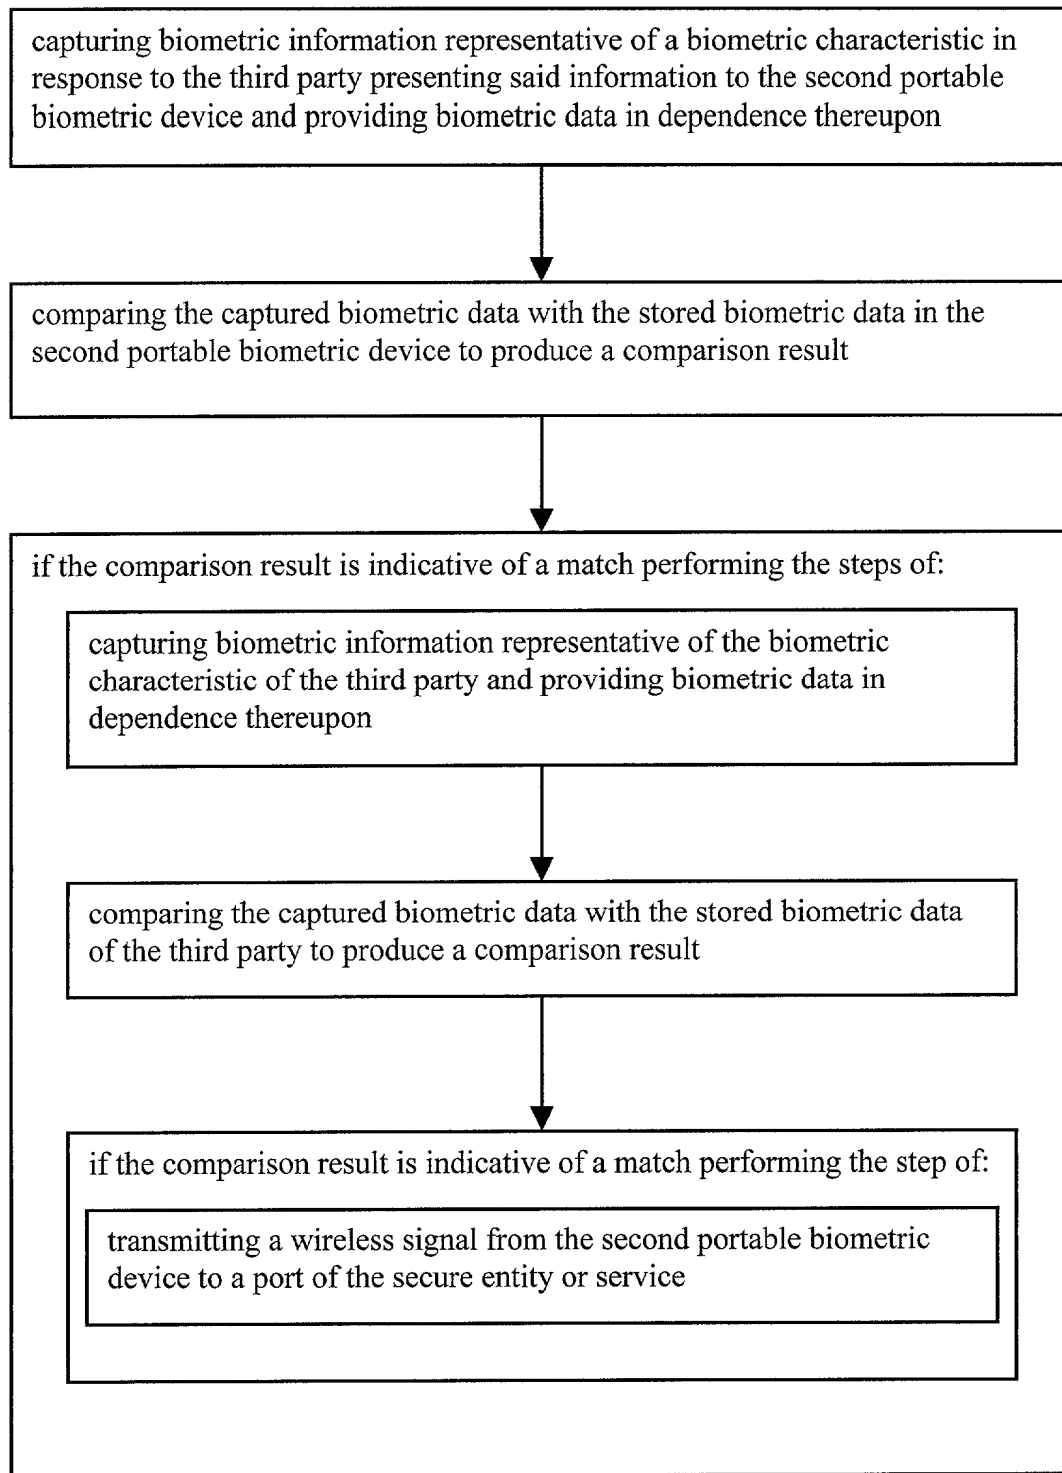 capturing biometric information representative of a biometric characteristic in
response to the third party presenting said information to the second portable
biometric device and providing biometric data in dependence thereupon
comparing the captured biometric data with the stored biometric data in the
second portable biometric device to produce a comparison result
if the comparison result is indicative of a match performing the steps of:
capturing biometric information representative of the biometric
characteristic of the third party and providing biometric data in
dependence thereupon
comparing the captured biometric data with the stored biometric data
of the third party to produce a comparison result
if the comparison result is indicative of a match performing the step of:
transmitting a wireless signal from the second portable biometric
device to a port of the secure entity or service